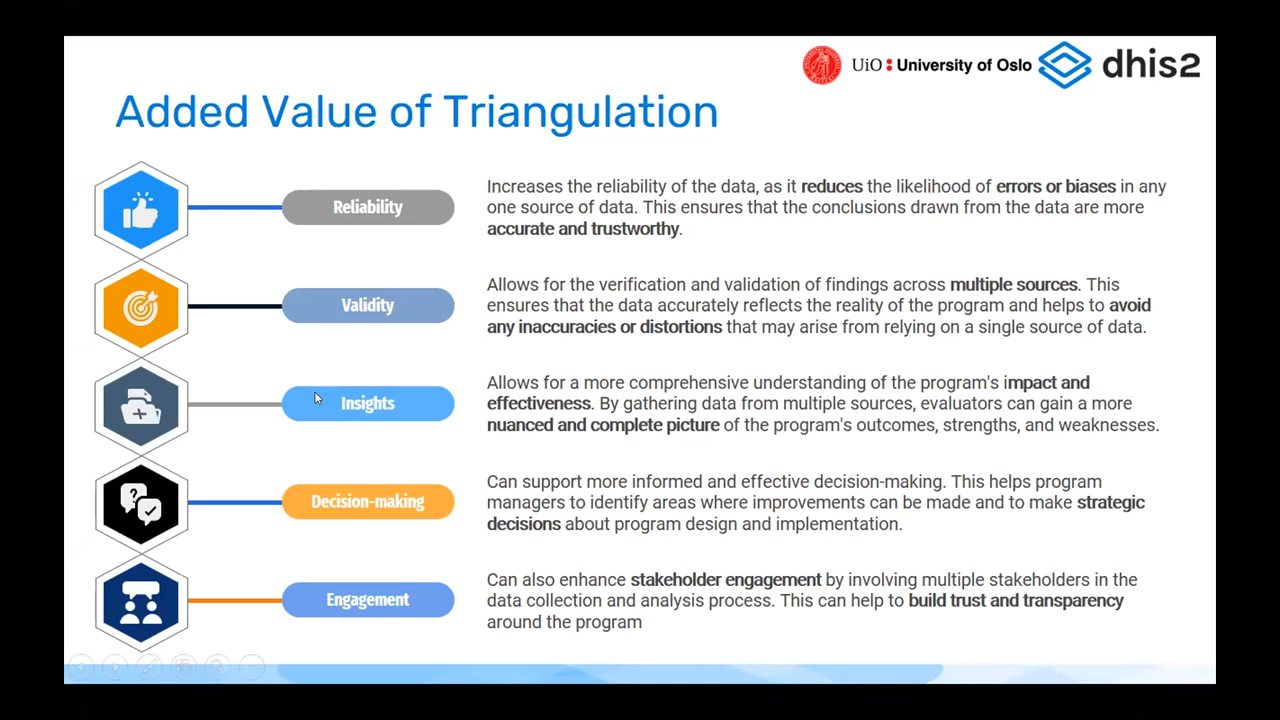 UiO : University of Oslo dhis2
Added Value of Triangulation
Reliability
Increases the reliability of the data, as it reduces the likelihood of errors or biases in any
one source of data. This ensures that the conclusions drawn from the data are more
accurate and trustworthy.
Validity
Allows for the verification and validation of findings across multiple sources. This
ensures that the data accurately reflects the reality of the program and helps to avoid
any inaccuracies or distortions that may arise from relying on a single source of data.
Insights
Allows for a more comprehensive understanding of the program's impact and
effectiveness. By gathering data from multiple sources, evaluators can gain a more
nuanced and complete picture of the program's outcomes, strengths, and weaknesses.
Decision-making
Can support more informed and effective decision-making. This helps program
managers to identify areas where improvements can be made and to make strategic
decisions about program design and implementation.
Engagement
Can also enhance stakeholder engagement by involving multiple stakeholders in the
data collection and analysis process. This can help to build trust and transparency
around the program